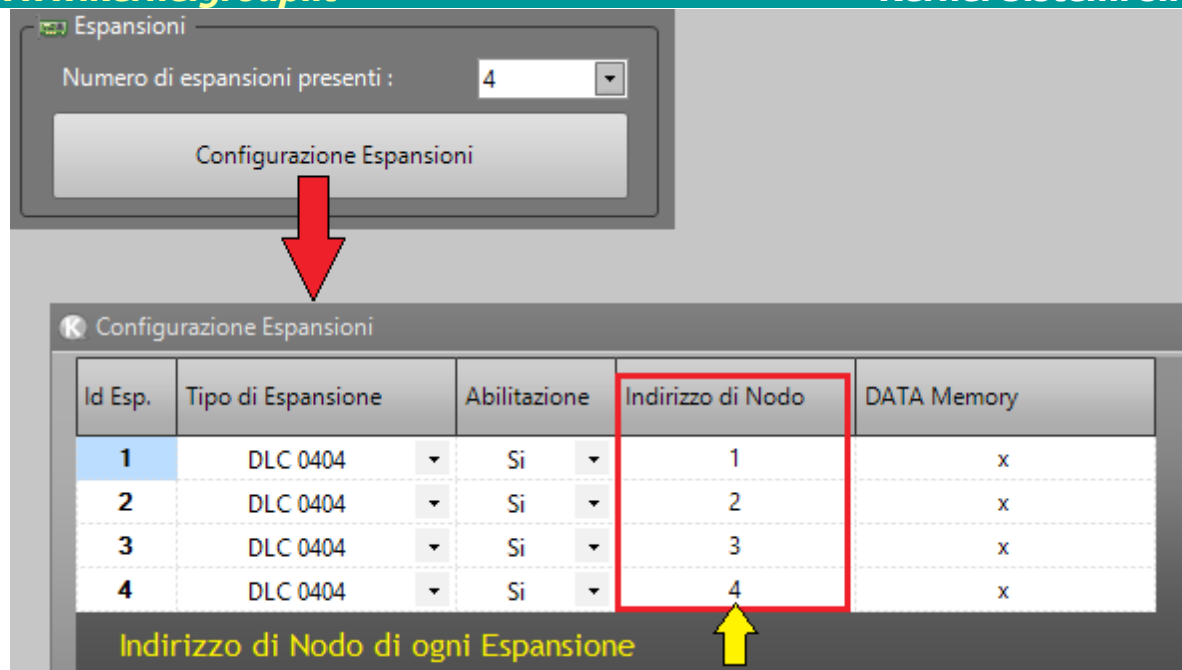 Espansioni
Numero di espansioni presenti : 4
Configurazione Espansioni
Configurazione Espansioni
Id Esp. Tipo di Espansione Abilitazione Indirizzo di Nodo DATA Memory
1 DLC 0404 Si 1 x
2 DLC 0404 Si 2 x
3 DLC 0404 Si 3 x
4 DLC 0404 Si 4 x
Indirizzo di Nodo di ogni Espansione